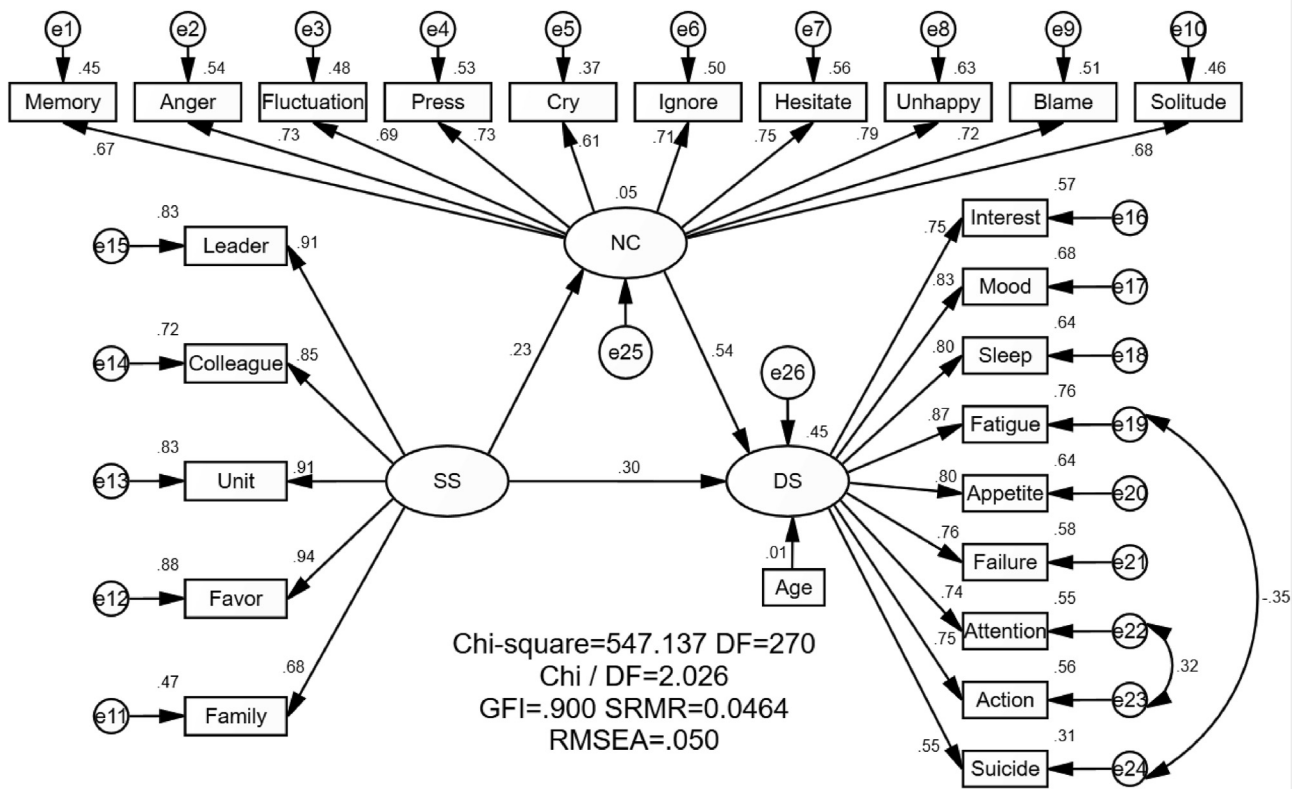 e1 e2 e3 e4 e5 e6 e7 e8 e9 e10
.45 .54 .48 .53 .37 .50 .56 .63 .51 .46
Memory Anger Fluctuation Press Cry Ignore Hesitate Unhappy Blame Solitude
.67 .73 .69 .73 .61 .71 .75 .79 .72 .68
.05
NC
e25
.23
.54
.83
e15 Leader .91
.72
e14 Colleague .85
.83
e13 Unit .91
SS
.30
.88
e12 Favor .94
.47
e11 Family .68
e26
.45
DS
.01
Age
.57
.75 Interest e16
.68
.83 Mood e17
.64
.80 Sleep e18
.76
.87 Fatigue e19
.64
.80 Appetite e20
.58
.76 Failure e21
.55
.74 Attention e22
.56
.75 Action e23
.31
.55 Suicide e24
-.35
.32
Chi-square=547.137 DF=270
Chi / DF=2.026
GFI=.900 SRMR=0.0464
RMSEA=.050